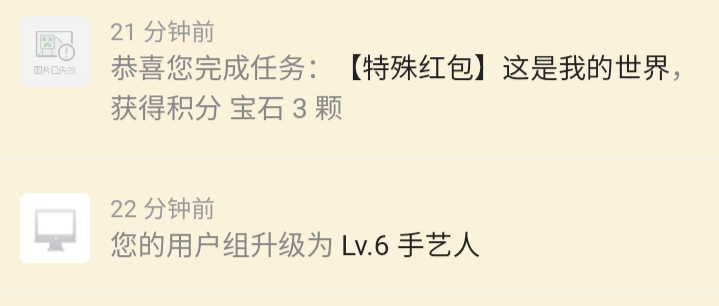 21 分钟前
恭喜您完成任务：【特殊红包】这是我的世界，
获得积分 宝石 3 颗
图片已失效
22 分钟前
您的用户组升级为 Lv.6 手艺人